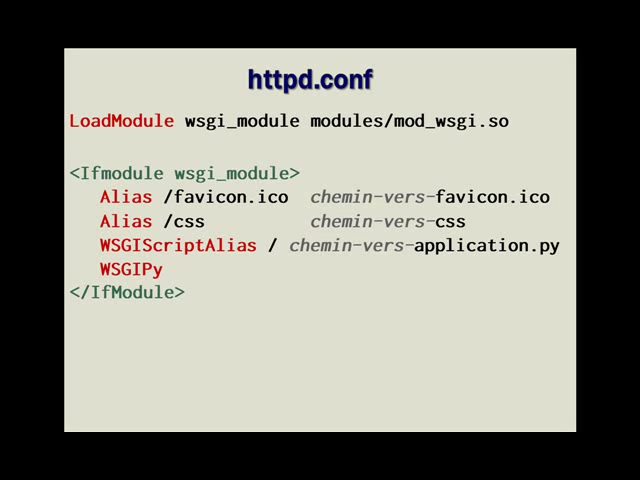 httpd.conf
LoadModule wsgi_module modules/mod_wsgi.so
<Ifmodule wsgi_module>
Alias /favicon.ico chemin-vers-favicon.ico
Alias /css chemin-vers-css
WSGIScriptAlias / chemin-vers-application.py
WSGIPy
</IfModule>